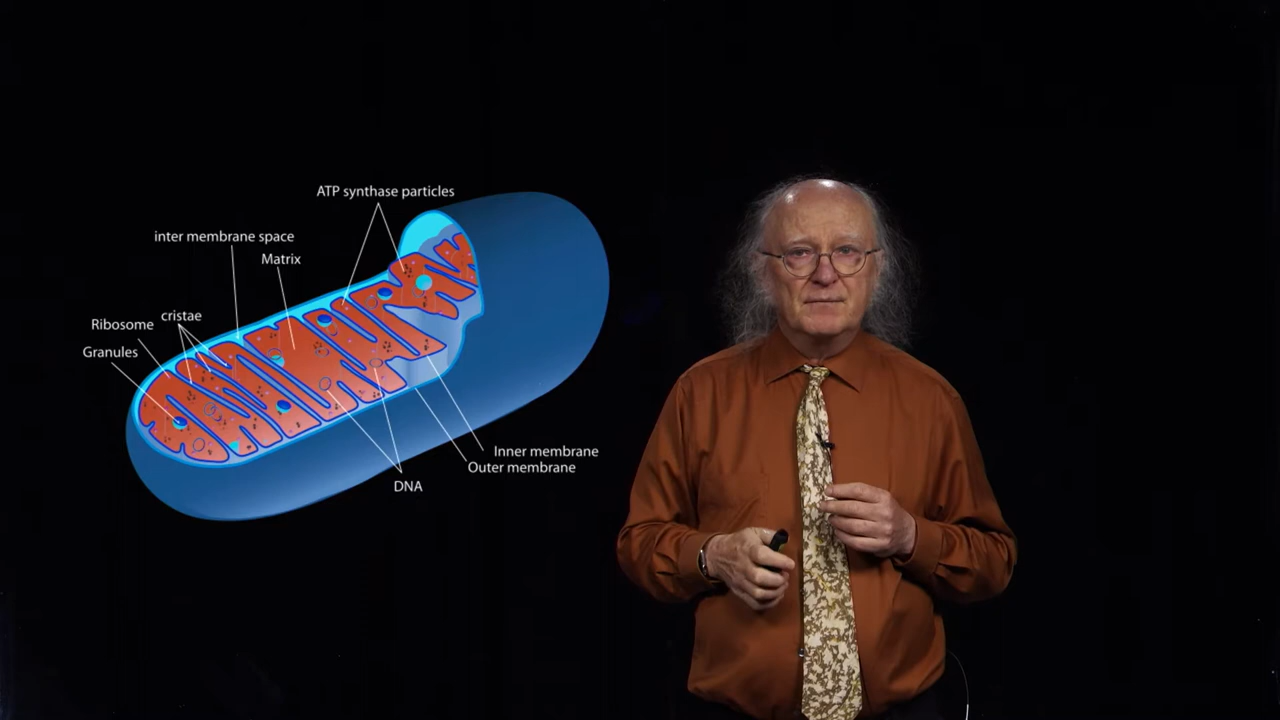 ATP synthase particles
inter membrane space
Matrix
cristae
Ribosome
Granules
Inner membrane
Outer membrane
DNA